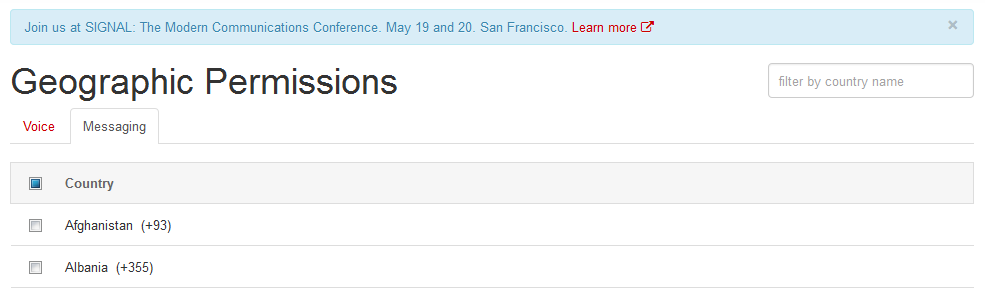 Join us at SIGNAL: The Modern Communications Conference. May 19 and 20. San Francisco. Learn more
×
Geographic Permissions
filter by country name
Voice
Messaging
Country
Afghanistan (+93)
Albania (+355)